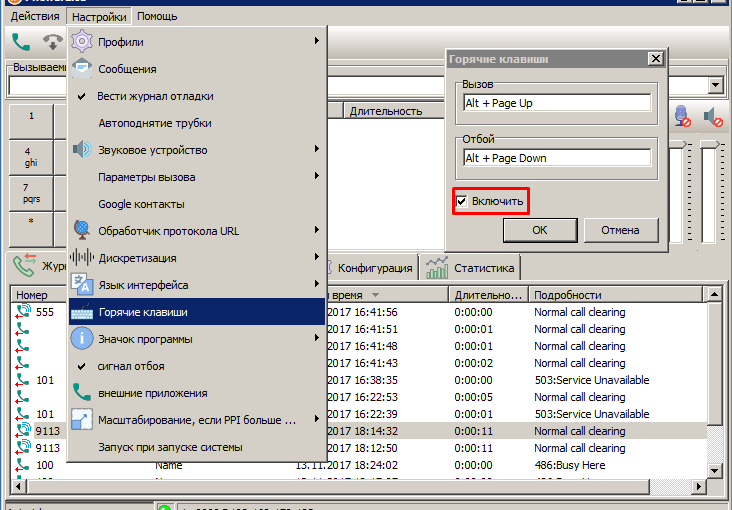 Действия Настройки Помощь
Профили
Сообщения
Вести журнал отладки
Автоподнятие трубки
Звуковое устройство
Параметры вызова
Google контакты
Обработчик протокола URL
Дискретизация
Язык интерфейса
Горячие клавиши
Значок программы
сигнал отбоя
внешние приложения
Масштабирование, если PPI больше ...
Запуск при запуске системы
Горячие клавиши
Вызов
Alt + Page Up
Отбой
Alt + Page Down
Включить
OK Отмена
Длительность
1
4
ghi
7
pqrs
*
Конфигурация Статистика
Номер время Длительно... Подробности
555 2017 16:41:56 0:00:00 Normal call clearing
2017 16:41:51 0:00:01 Normal call clearing
2017 16:41:48 0:00:01 Normal call clearing
2017 16:41:43 0:00:02 Normal call clearing
101 2017 16:38:35 0:00:00 503:Service Unavailable
2017 16:22:53 0:00:05 Normal call clearing
101 2017 16:22:39 0:00:01 503:Service Unavailable
9113 2017 18:14:32 0:00:11 Normal call clearing
9113 2017 18:12:50 0:00:11 Normal call clearing
100 Name 13.11.2017 18:24:02 0:00:00 486:Busy Here